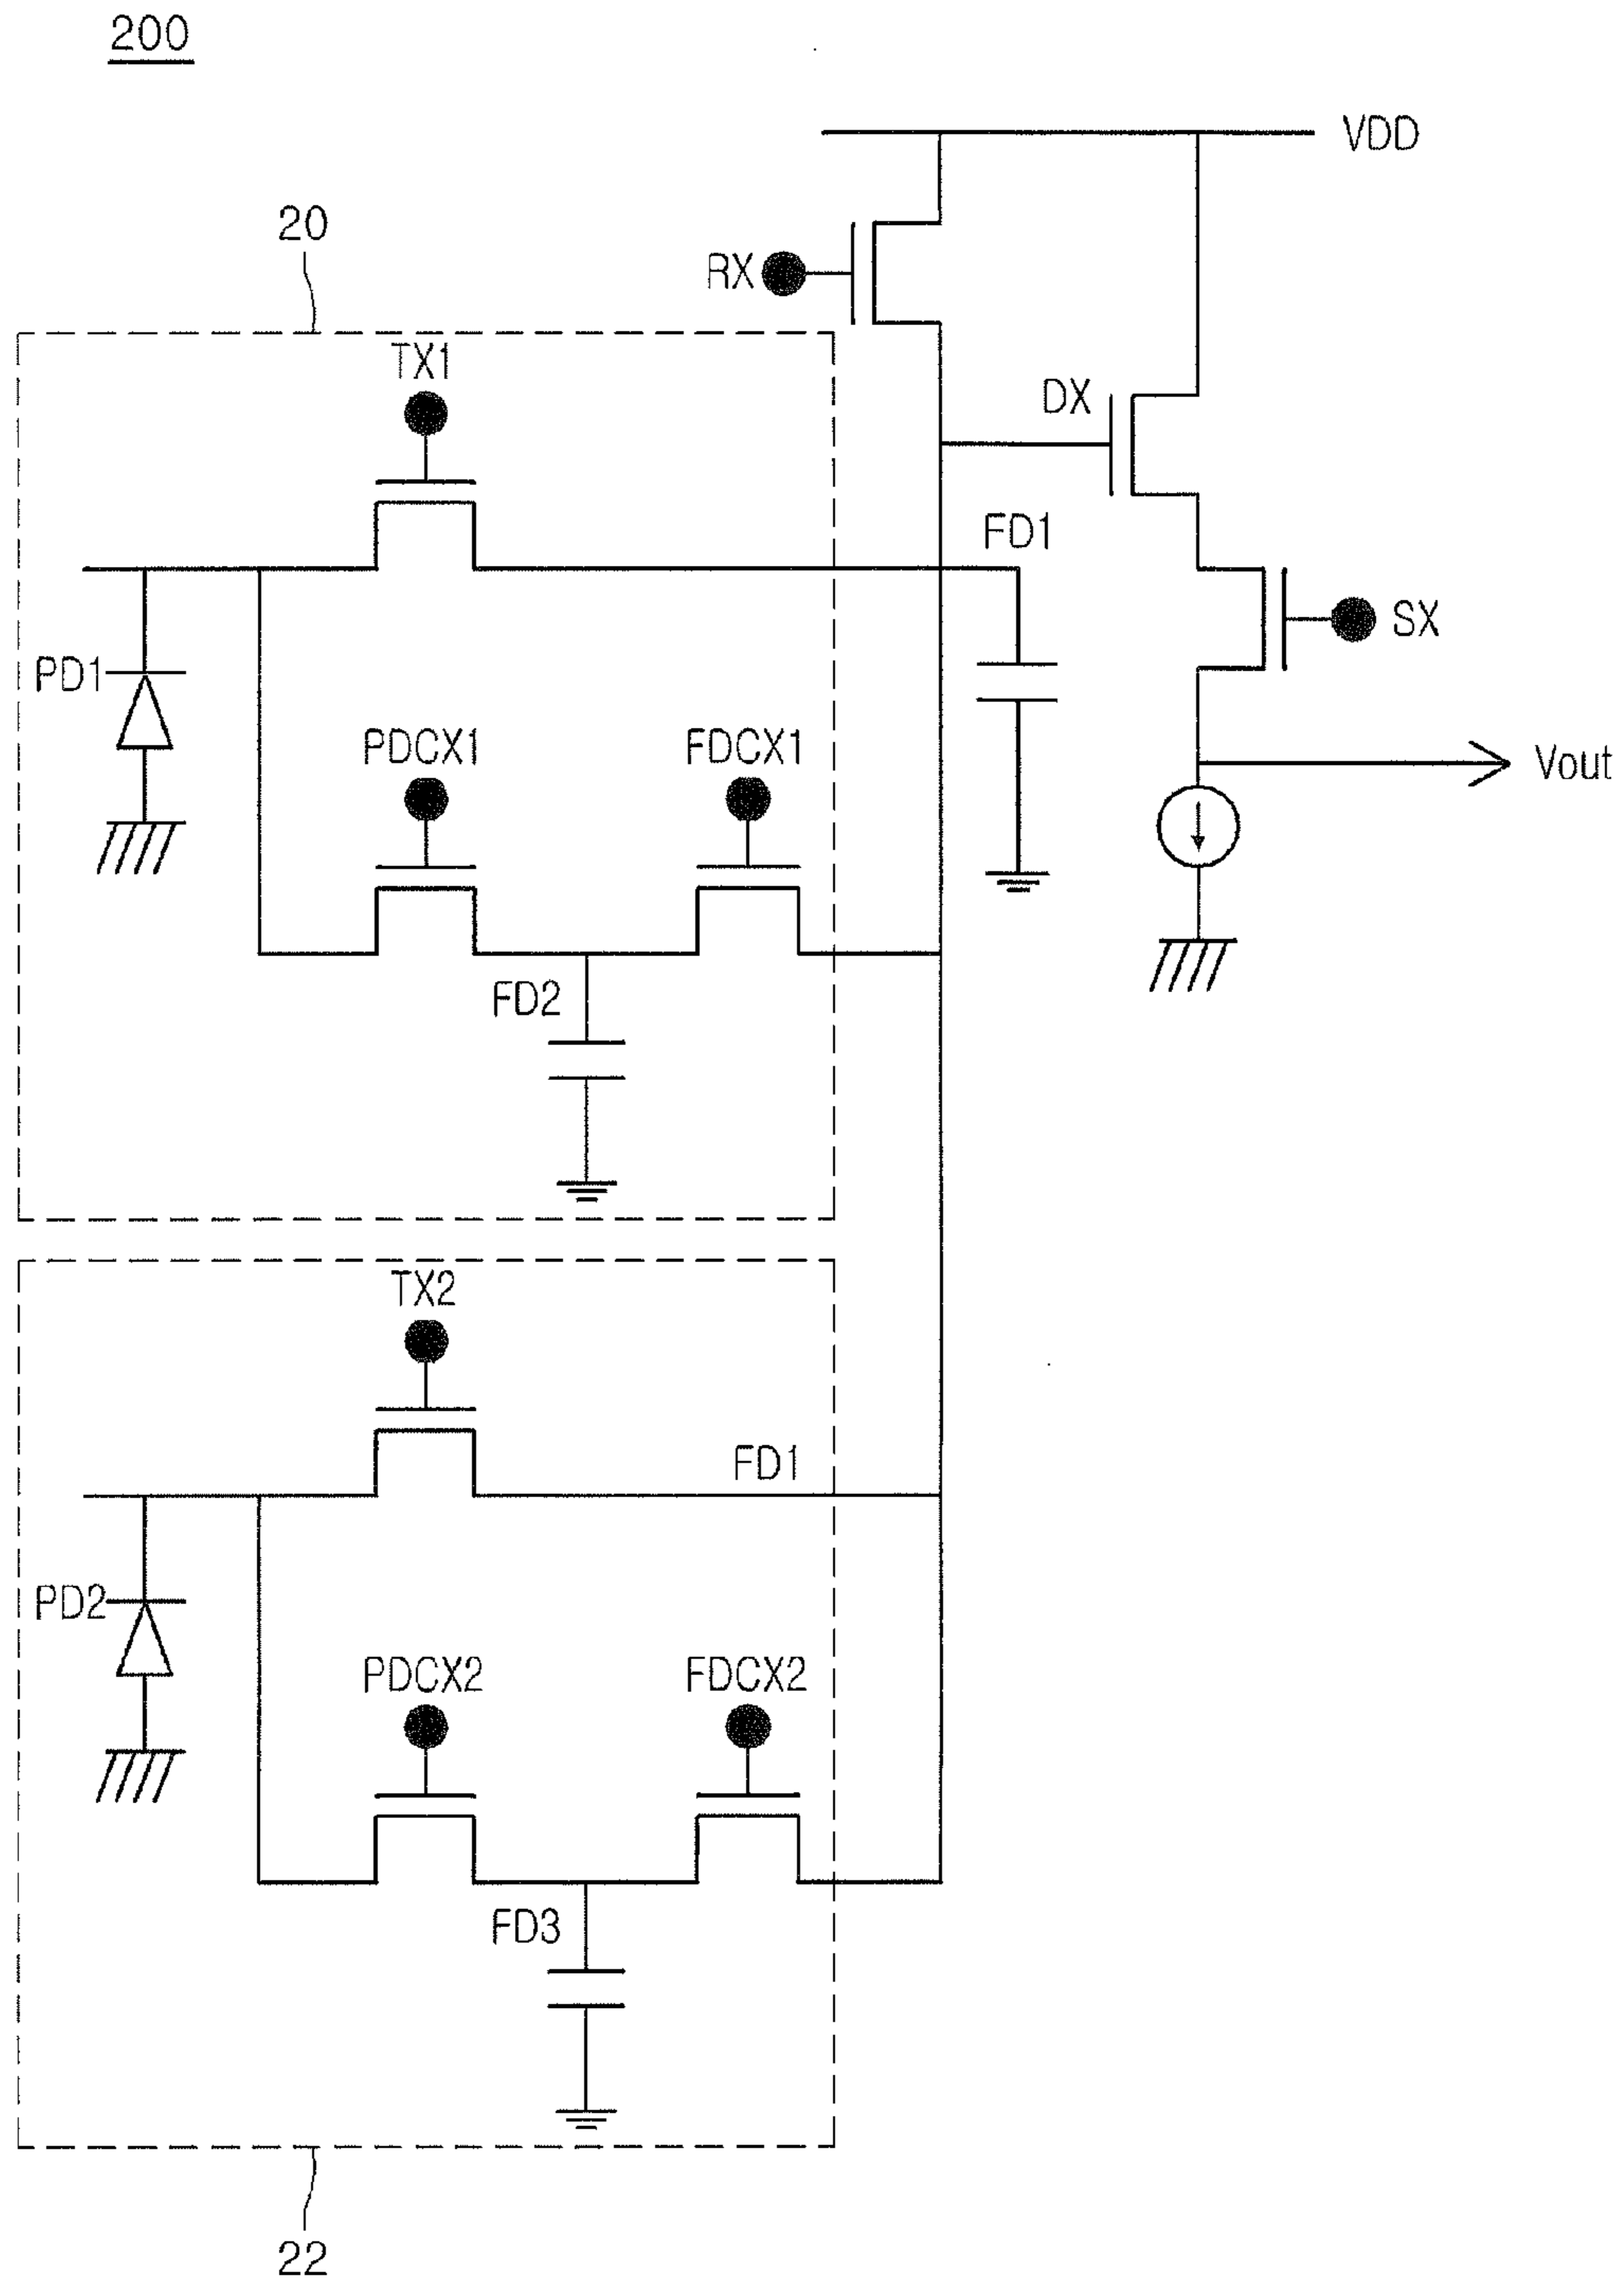 200
VDD
20
RX
TX1
DX
FD1
SX
PD1
PDCX1
FDCX1
Vout
FD2
TX2
FD1
PD2
PDCX2
FDCX2
FD3
22